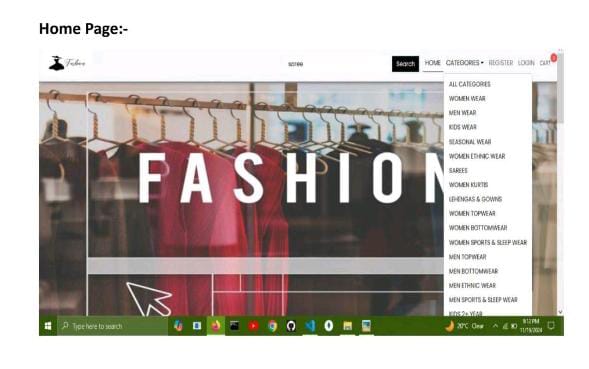 Home Page:-
Fashion
saree
Search
HOME CATEGORIES REGISTER LOGIN CART
ALL CATEGORIES
WOMEN WEAR
MEN WEAR
KIDS WEAR
SEASONAL WEAR
WOMEN ETHNIC WEAR
SAREES
WOMEN KURTIS
LEHENGAS & GOWNS
WOMEN TOPWEAR
WOMEN BOTTOMWEAR
WOMEN SPORTS & SLEEP WEAR
MEN TOPWEAR
MEN BOTTOMWEAR
MEN ETHNIC WEAR
MEN SPORTS & SLEEP WEAR
KIDS 2+ YEAR
FASHION
Type here to search
20°C Clear
9:12 PM
11/19/2024